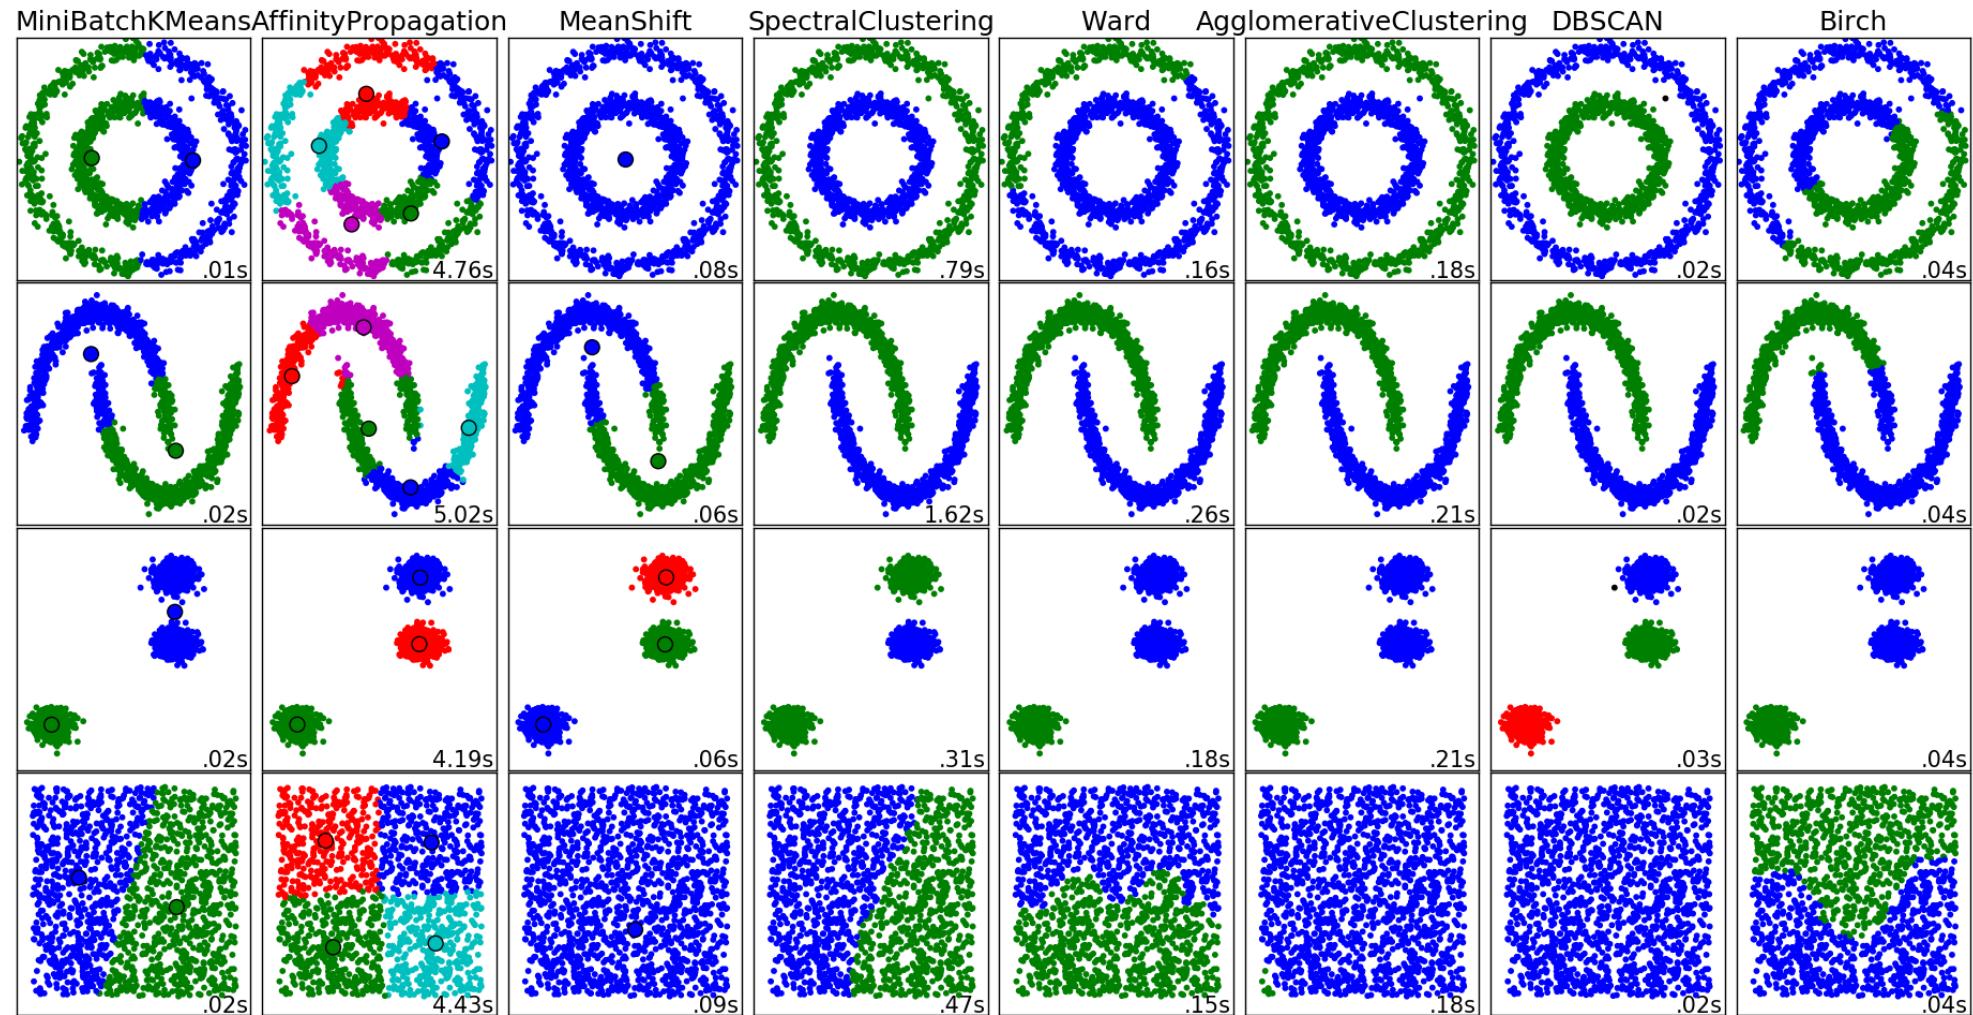 MiniBatchKMeans AffinityPropagation MeanShift SpectralClustering Ward AgglomerativeClustering DBSCAN Birch
.01s 4.76s .08s .79s .16s .18s .02s .04s
.02s 5.02s .06s 1.62s .26s .21s .02s .04s
.02s 4.19s .06s .31s .18s .21s .03s .04s
.02s 4.43s .09s .47s .15s .18s .02s .04s